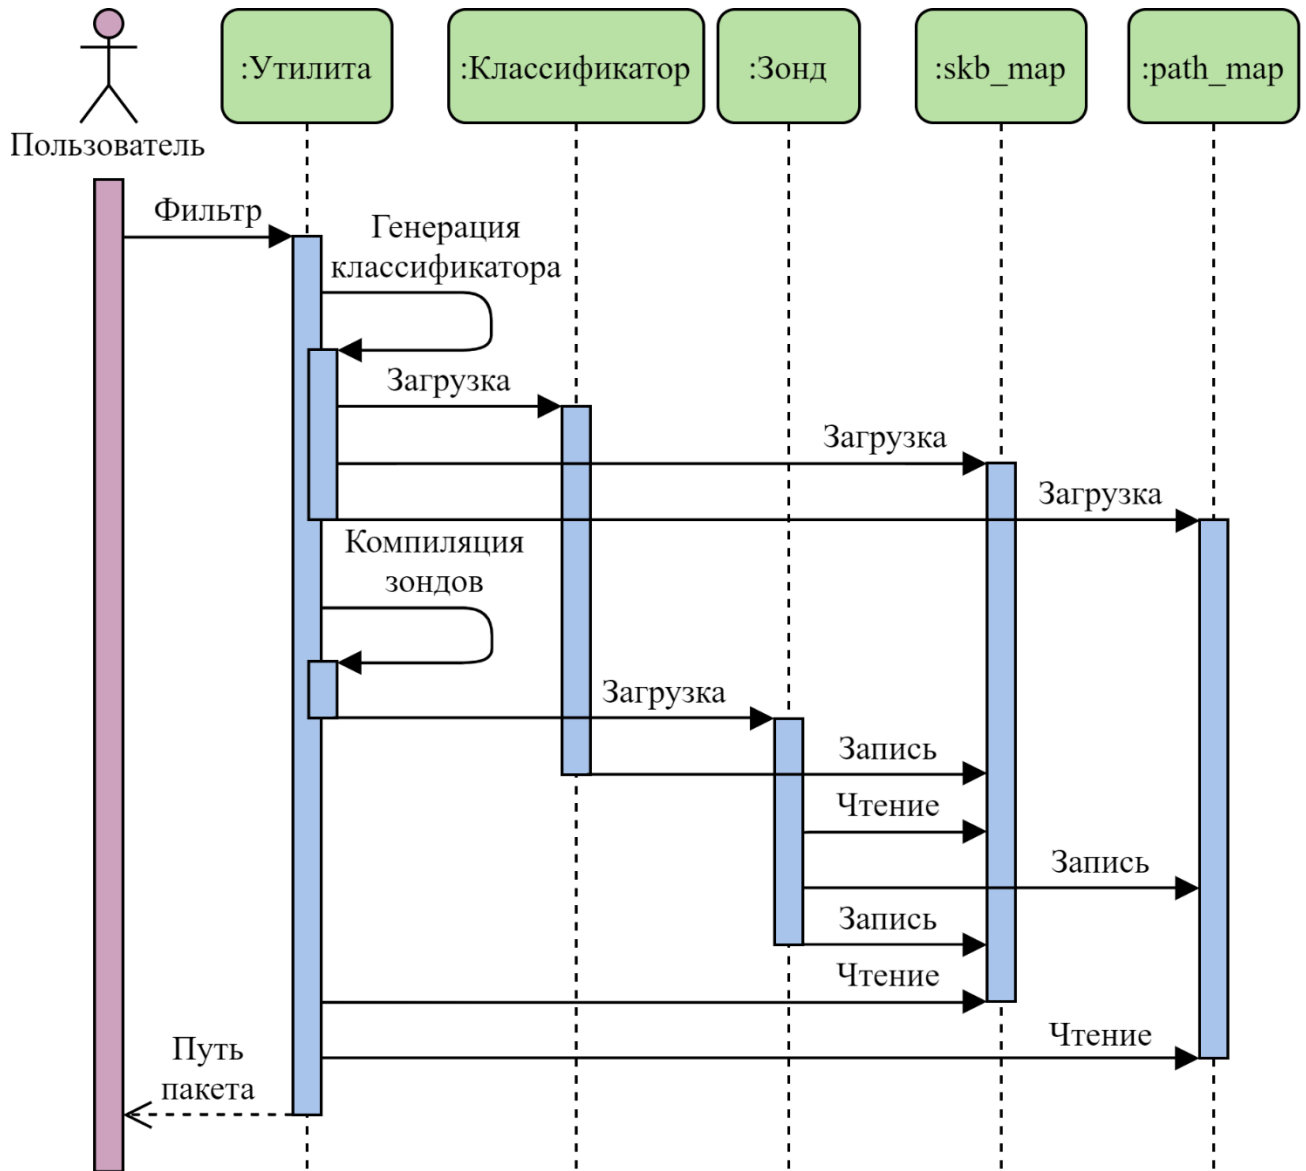 :Утилита
:Классификатор
:Зонд
:skb_map
:path_map
Пользователь
Фильтр
Генерация
классификатора
Загрузка
Загрузка
Загрузка
Компиляция
зондов
Загрузка
Запись
Чтение
Запись
Запись
Чтение
Чтение
Путь
пакета